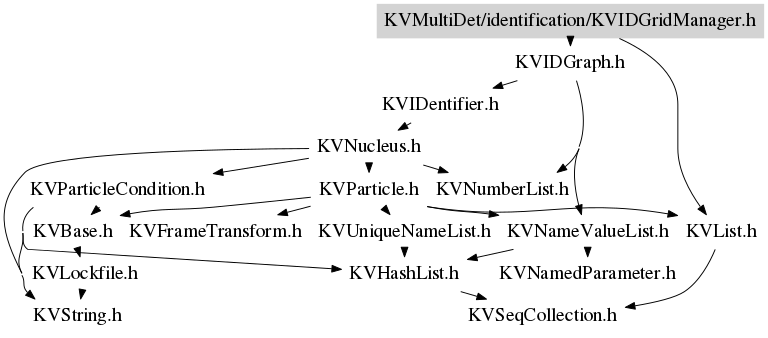 KVMultiDet/identification/KVIDGridManager.h
KVIDGraph.h
KVIDentifier.h
KVNucleus.h
KVParticleCondition.h KVParticle.h KVNumberList.h
KVBase.h KVFrameTransform.h KVUniqueNameList.h KVNameValueList.h KVList.h
KVLockfile.h KVHashList.h KVNamedParameter.h
KVString.h KVSeqCollection.h